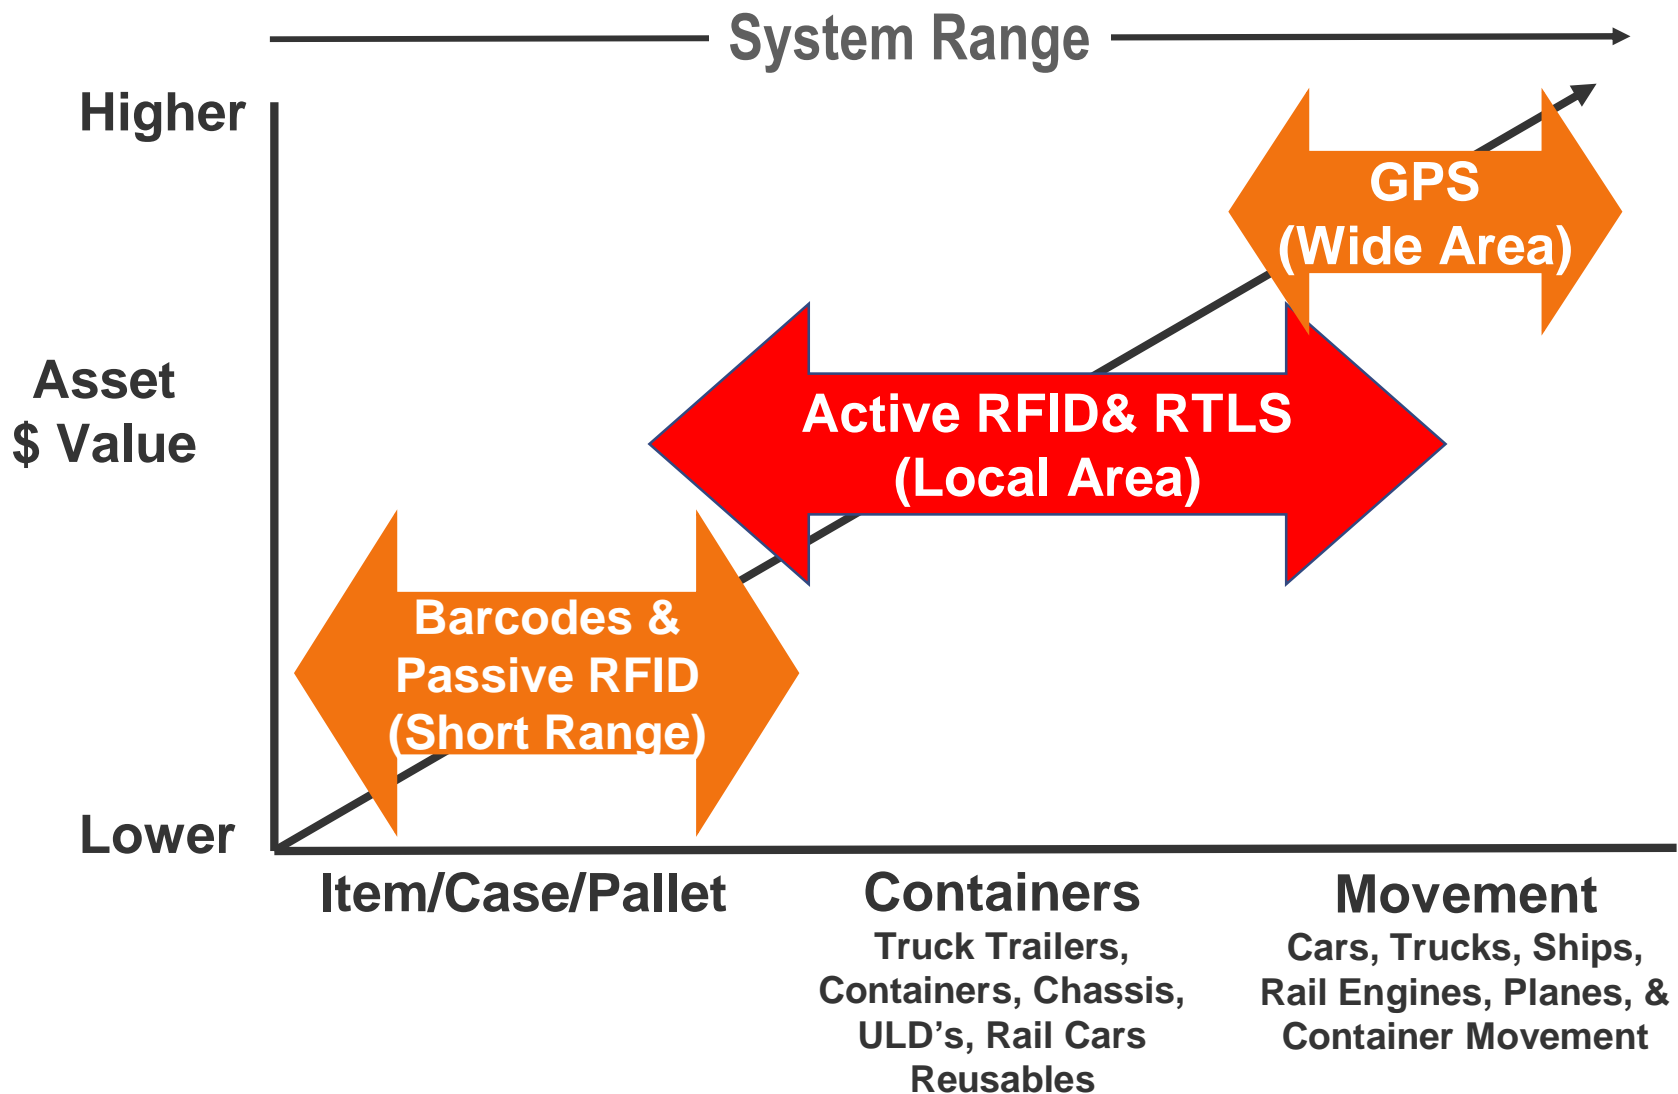 System Range
Higher
GPS
(Wide Area)
Asset
$ Value
Active RFID& RTLS
(Local Area)
Barcodes &
Passive RFID
(Short Range)
Lower
Item/Case/Pallet
Containers
Truck Trailers,
Containers, Chassis,
ULD’s, Rail Cars
Reusables
Movement
Cars, Trucks, Ships,
Rail Engines, Planes, &
Container Movement